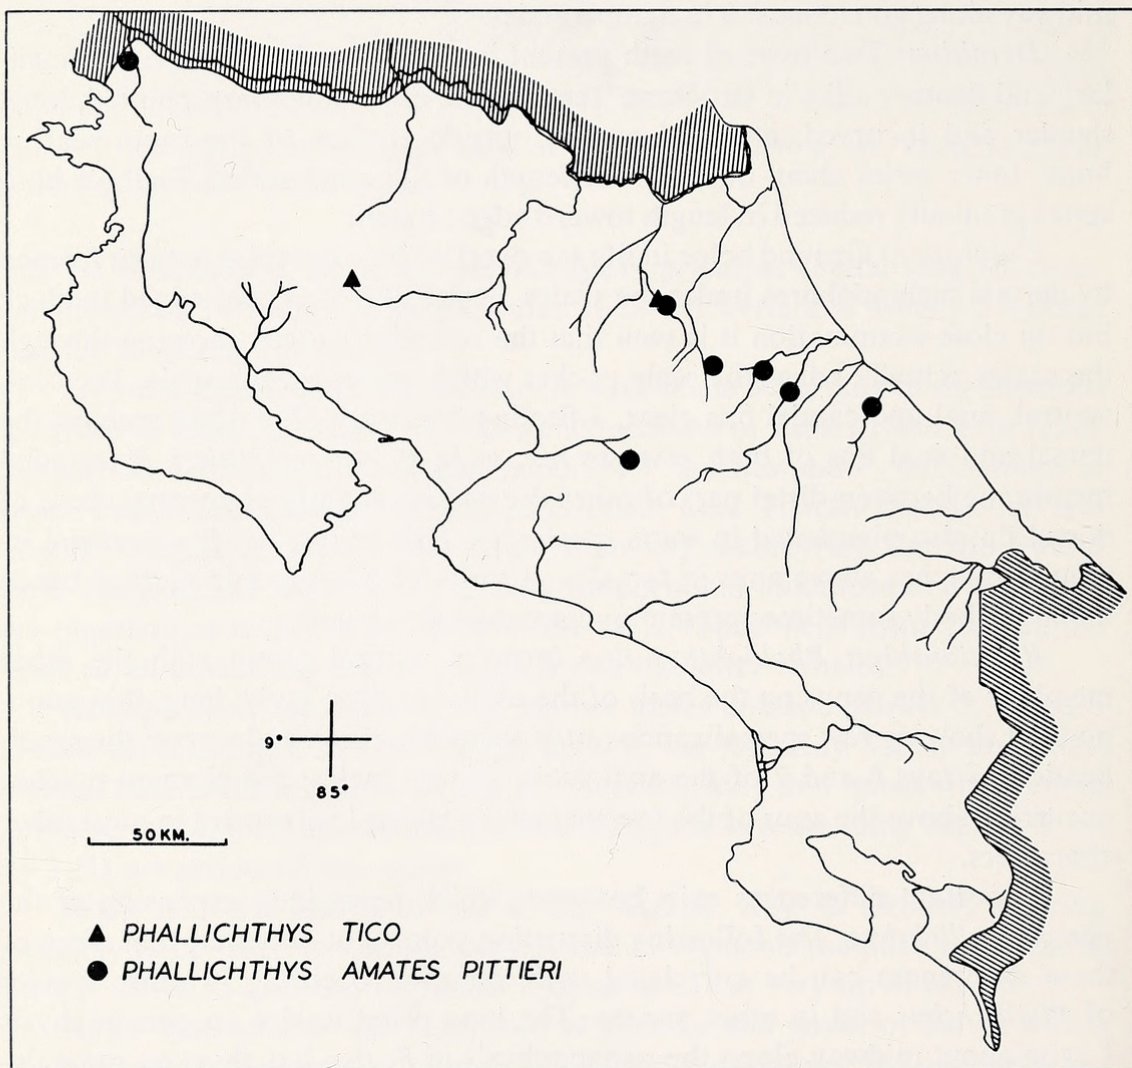 9°
85°
50 KM.
PHALLICHTHYS TICO
PHALLICHTHYS AMATES PITTIERI